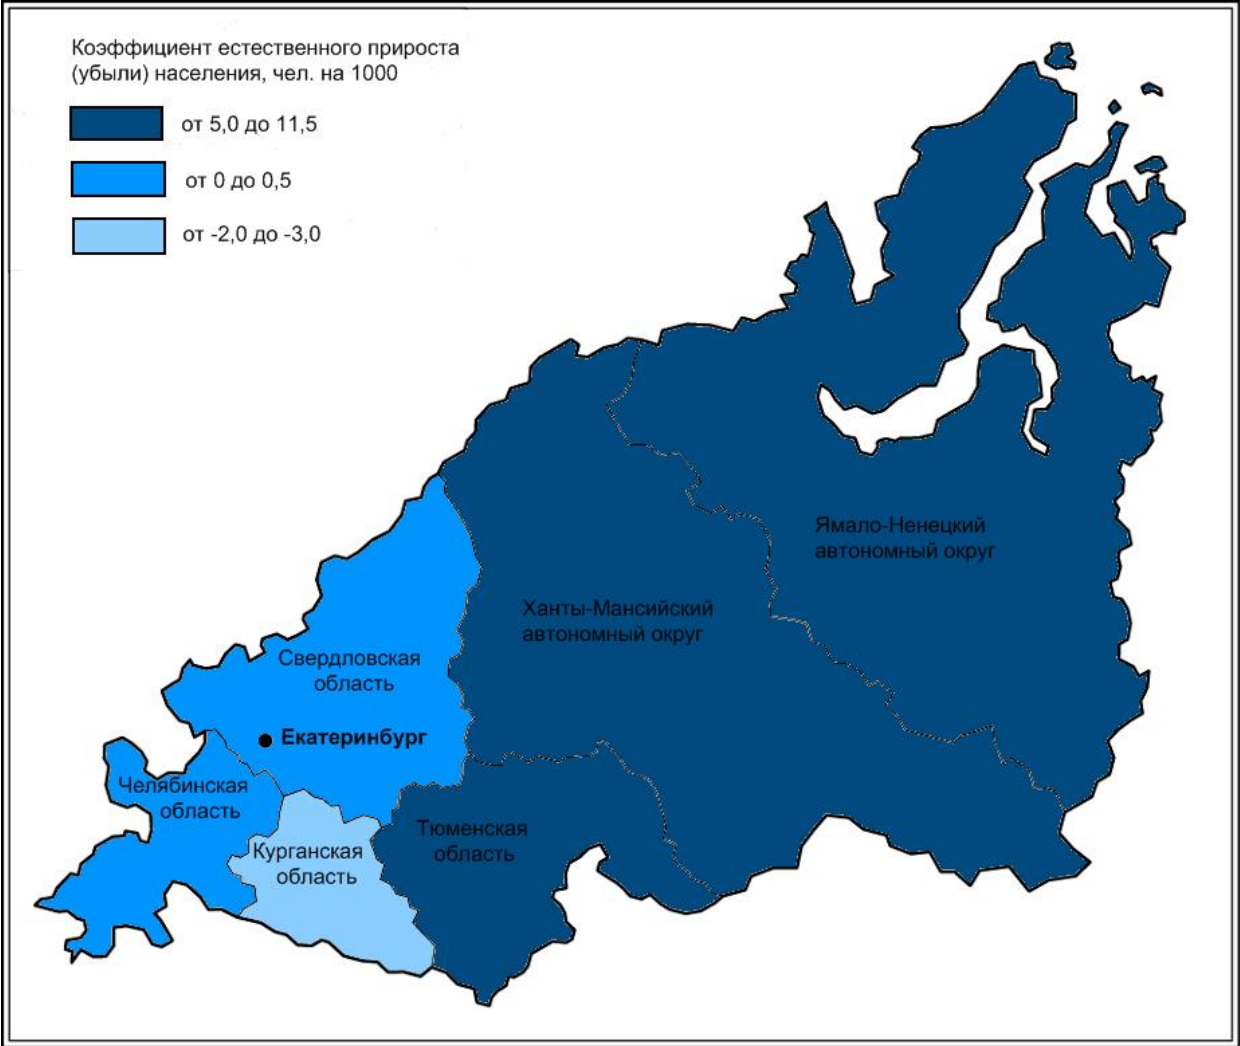 Коэффициент естественного прироста
(убыли) населения, чел. на 1000
от 5,0 до 11,5
от 0 до 0,5
от -2,0 до -3,0
Ямало-Ненецкий
автономный округ
Ханты-Мансийский
автономный округ
Свердловская
область
Екатеринбург
Челябинская
область
Тюменская
область
Курганская
область